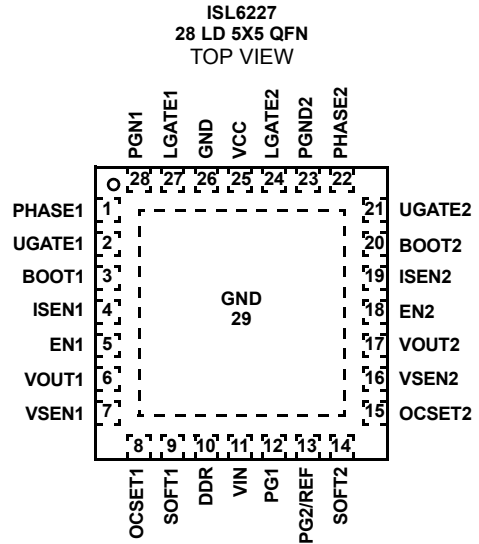 ISL6227
28 LD 5X5 QFN
TOP VIEW
PGN1
LGATE1
GND
VCC
LGATE2
PGND2
PHASE2
28 27 26 25 24 23 22
PHASE1 1
UGATE1 2
BOOT1 3
ISEN1 4
EN1 5
VOUT1 6
VSEN1 7
GND
29
21 UGATE2
20 BOOT2
19 ISEN2
18 EN2
17 VOUT2
16 VSEN2
15 OCSET2
8 9 10 11 12 13 14
OCSET1
SOFT1
DDR
VIN
PG1
PG2/REF
SOFT2